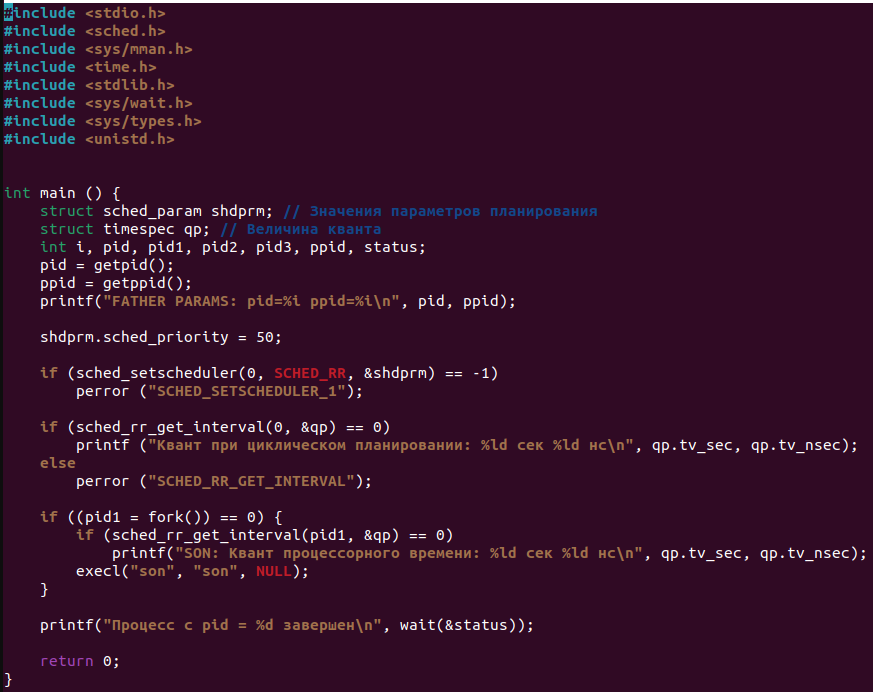 #include <stdio.h>
#include <sched.h>
#include <sys/mman.h>
#include <time.h>
#include <stdlib.h>
#include <sys/wait.h>
#include <sys/types.h>
#include <unistd.h>
int main () {
    struct sched_param shdprm; // Значения параметров планирования
    struct timespec qp; // Величина кванта
    int i, pid, pid1, pid2, pid3, ppid, status;
    pid = getpid();
    ppid = getppid();
    printf("FATHER PARAMS: pid=%i ppid=%i\n", pid, ppid);
    shdprm.sched_priority = 50;
    if (sched_setscheduler(0, SCHED_RR, &shdprm) == -1)
        perror ("SCHED_SETSCHEDULER_1");
    if (sched_rr_get_interval(0, &qp) == 0)
        printf ("Квант при циклическом планировании: %ld сек %ld нс\n", qp.tv_sec, qp.tv_nsec);
    else
        perror ("SCHED_RR_GET_INTERVAL");
    if ((pid1 = fork()) == 0) {
        if (sched_rr_get_interval(pid1, &qp) == 0)
            printf("SON: Квант процессорного времени: %ld сек %ld нс\n", qp.tv_sec, qp.tv_nsec);
        execl("son", "son", NULL);
    }
    printf("Процесс с pid = %d завершен\n", wait(&status));
    return 0;
}